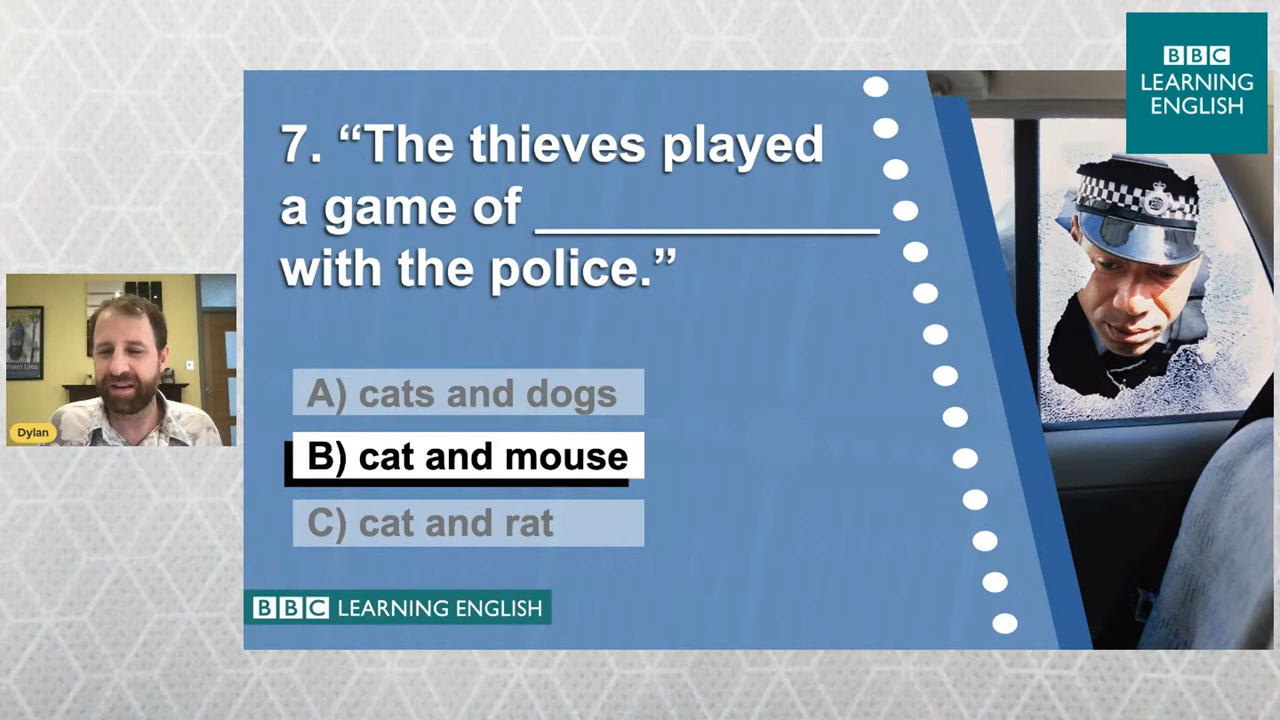 BBC
LEARNING
ENGLISH
7. “The thieves played
a game of ____________
with the police.”
A) cats and dogs
B) cat and mouse
C) cat and rat
Dylan
BBC LEARNING ENGLISH